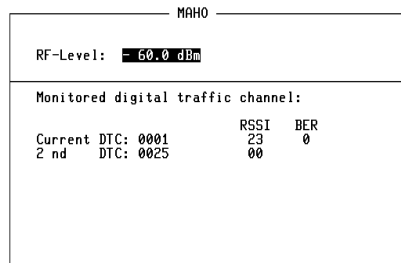 MAHO
RF-Level: - 60.0 dBm
Monitored digital traffic channel:
RSSI BER
Current DTC: 0001 23 0
2 nd DTC: 0025 00